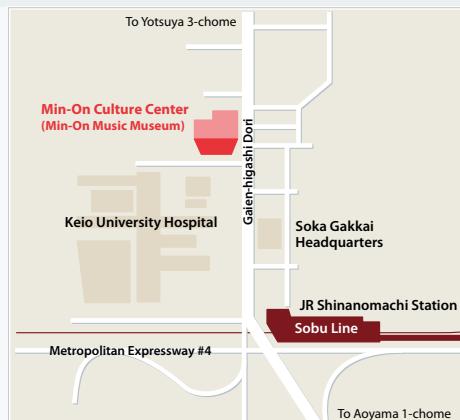 To Yotsuya 3-chome
Min-On Culture Center
(Min-On Music Museum)
Gaien-higashi Dori
Keio University Hospital
Soka Gakkai
Headquarters
JR Shinanomachi Station
Sobu Line
Metropolitan Expressway #4
To Aoyama 1-chome